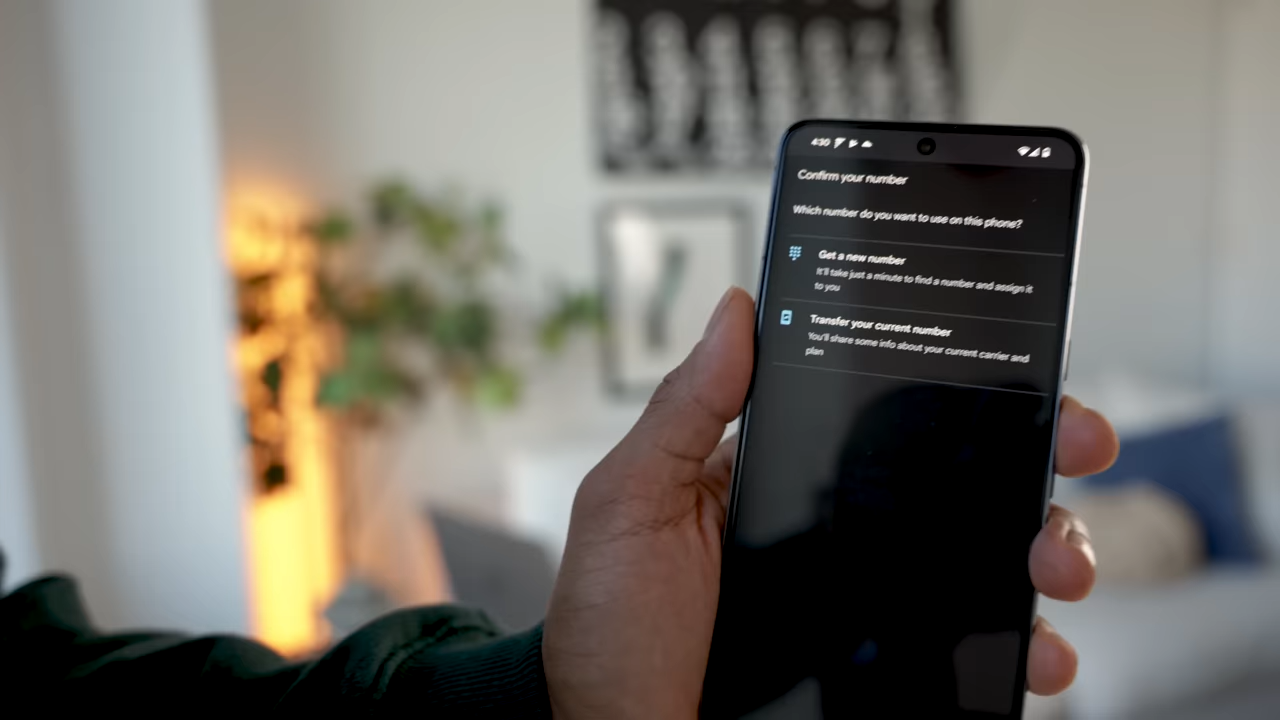 4:30
Confirm your number
Which number do you want to use on this phone?
Get a new number
It'll take just a minute to find a number and assign it
to you
Transfer your current number
You'll share some info about your current carrier and
plan